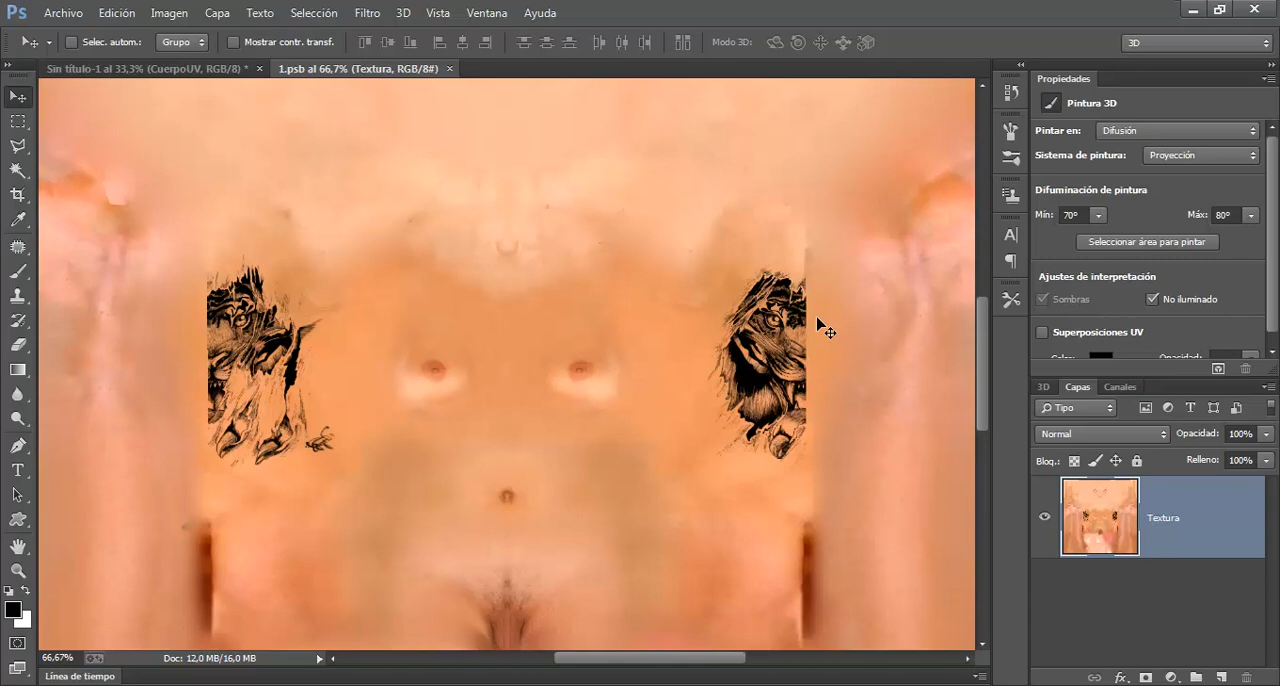 Ps Archivo Edición Imagen Capa Texto Selección Filtro 3D Vista Ventana Ayuda
Selec. autom.: Grupo Mostrar contr. transf. Modo 3D: 3D
Sin título-1 al 33,3% (CuerpoUV, RGB/8) * × 1.psb al 66,7% (Textura, RGB/8#) ×
Propiedades
Pintura 3D
Pintar en: Difusión
Sistema de pintura: Proyección
Difuminación de pintura
Mín: 70º Máx: 80º
Seleccionar área para pintar
Ajustes de interpretación
Sombras No iluminado
Superposiciones UV
3D Capas Canales
Tipo
Normal Opacidad: 100%
Bloq.: Relleno: 100%
Textura
66,67% Doc: 12,0 MB/16,0 MB
Línea de tiempo